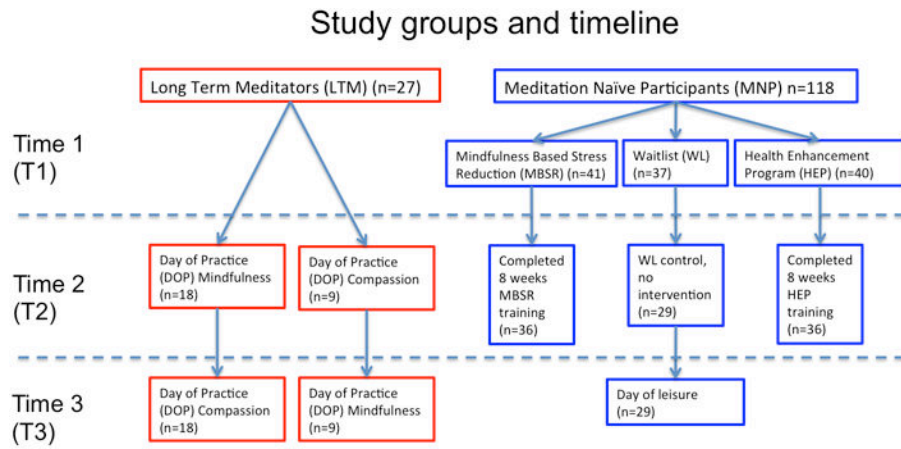 Study groups and timeline
Long Term Meditators (LTM) (n=27)
Meditation Naïve Participants (MNP) n=118
Time 1
(T1)
Mindfulness Based Stress
Reduction (MBSR) (n=41)
Waitlist (WL)
(n=37)
Health Enhancement
Program (HEP) (n=40)
Time 2
(T2)
Day of Practice
(DOP) Mindfulness
(n=18)
Day of Practice
(DOP) Compassion
(n=9)
Completed
8 weeks
MBSR
training
(n=36)
WL control,
no
intervention
(n=29)
Completed
8 weeks
HEP
training
(n=36)
Time 3
(T3)
Day of Practice
(DOP) Compassion
(n=18)
Day of Practice
(DOP) Mindfulness
(n=9)
Day of leisure
(n=29)